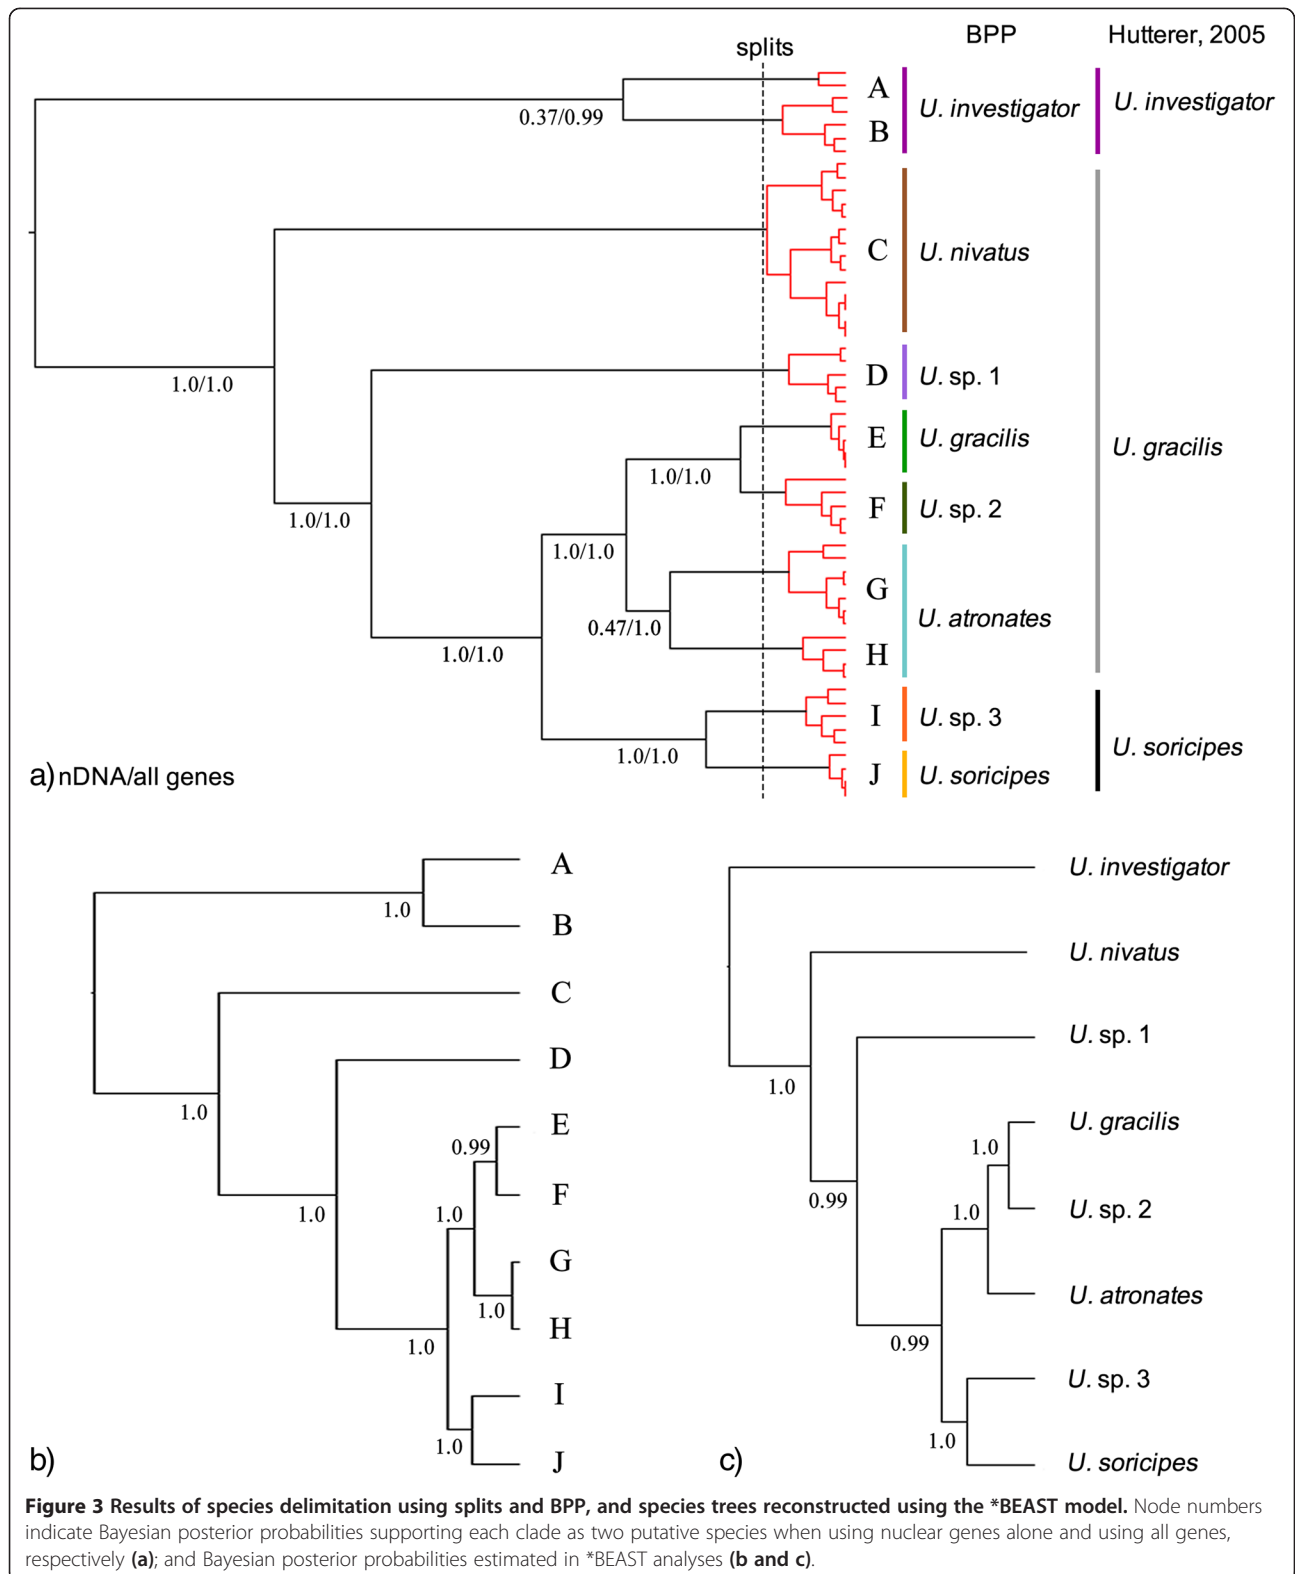 splits
BPP
Hutterer, 2005
A
B
0.37/0.99
U. investigator
U. investigator
C
U. nivatus
D
U. sp. 1
1.0/1.0
E
U. gracilis
U. gracilis
1.0/1.0
F
U. sp. 2
1.0/1.0
1.0/1.0
G
U. atronates
0.47/1.0
H
1.0/1.0
I
U. sp. 3
1.0/1.0
J
U. soricipes
U. soricipes
a) nDNA/all genes
A
1.0
B
C
1.0
D
1.0
E
0.99
F
1.0
G
1.0
H
1.0
I
1.0
J
b)
U. investigator
U. nivatus
U. sp. 1
1.0
U. gracilis
1.0
0.99
U. sp. 2
1.0
U. atronates
0.99
U. sp. 3
1.0
U. soricipes
c)
Figure 3 Results of species delimitation using splits and BPP, and species trees reconstructed using the *BEAST model. Node numbers
indicate Bayesian posterior probabilities supporting each clade as two putative species when using nuclear genes alone and using all genes,
respectively (a); and Bayesian posterior probabilities estimated in *BEAST analyses (b and c).